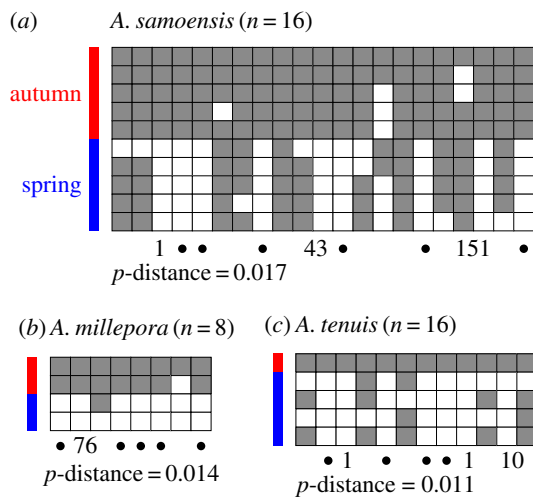 (a) A. samoensis (n = 16)
autumn
spring
1 • • • 43 • • 151 •
p-distance = 0.017
(b) A. millepora (n = 8)
• 76 • • • •
p-distance = 0.014
(c) A. tenuis (n = 16)
• 1 • • • 1 10
p-distance = 0.011